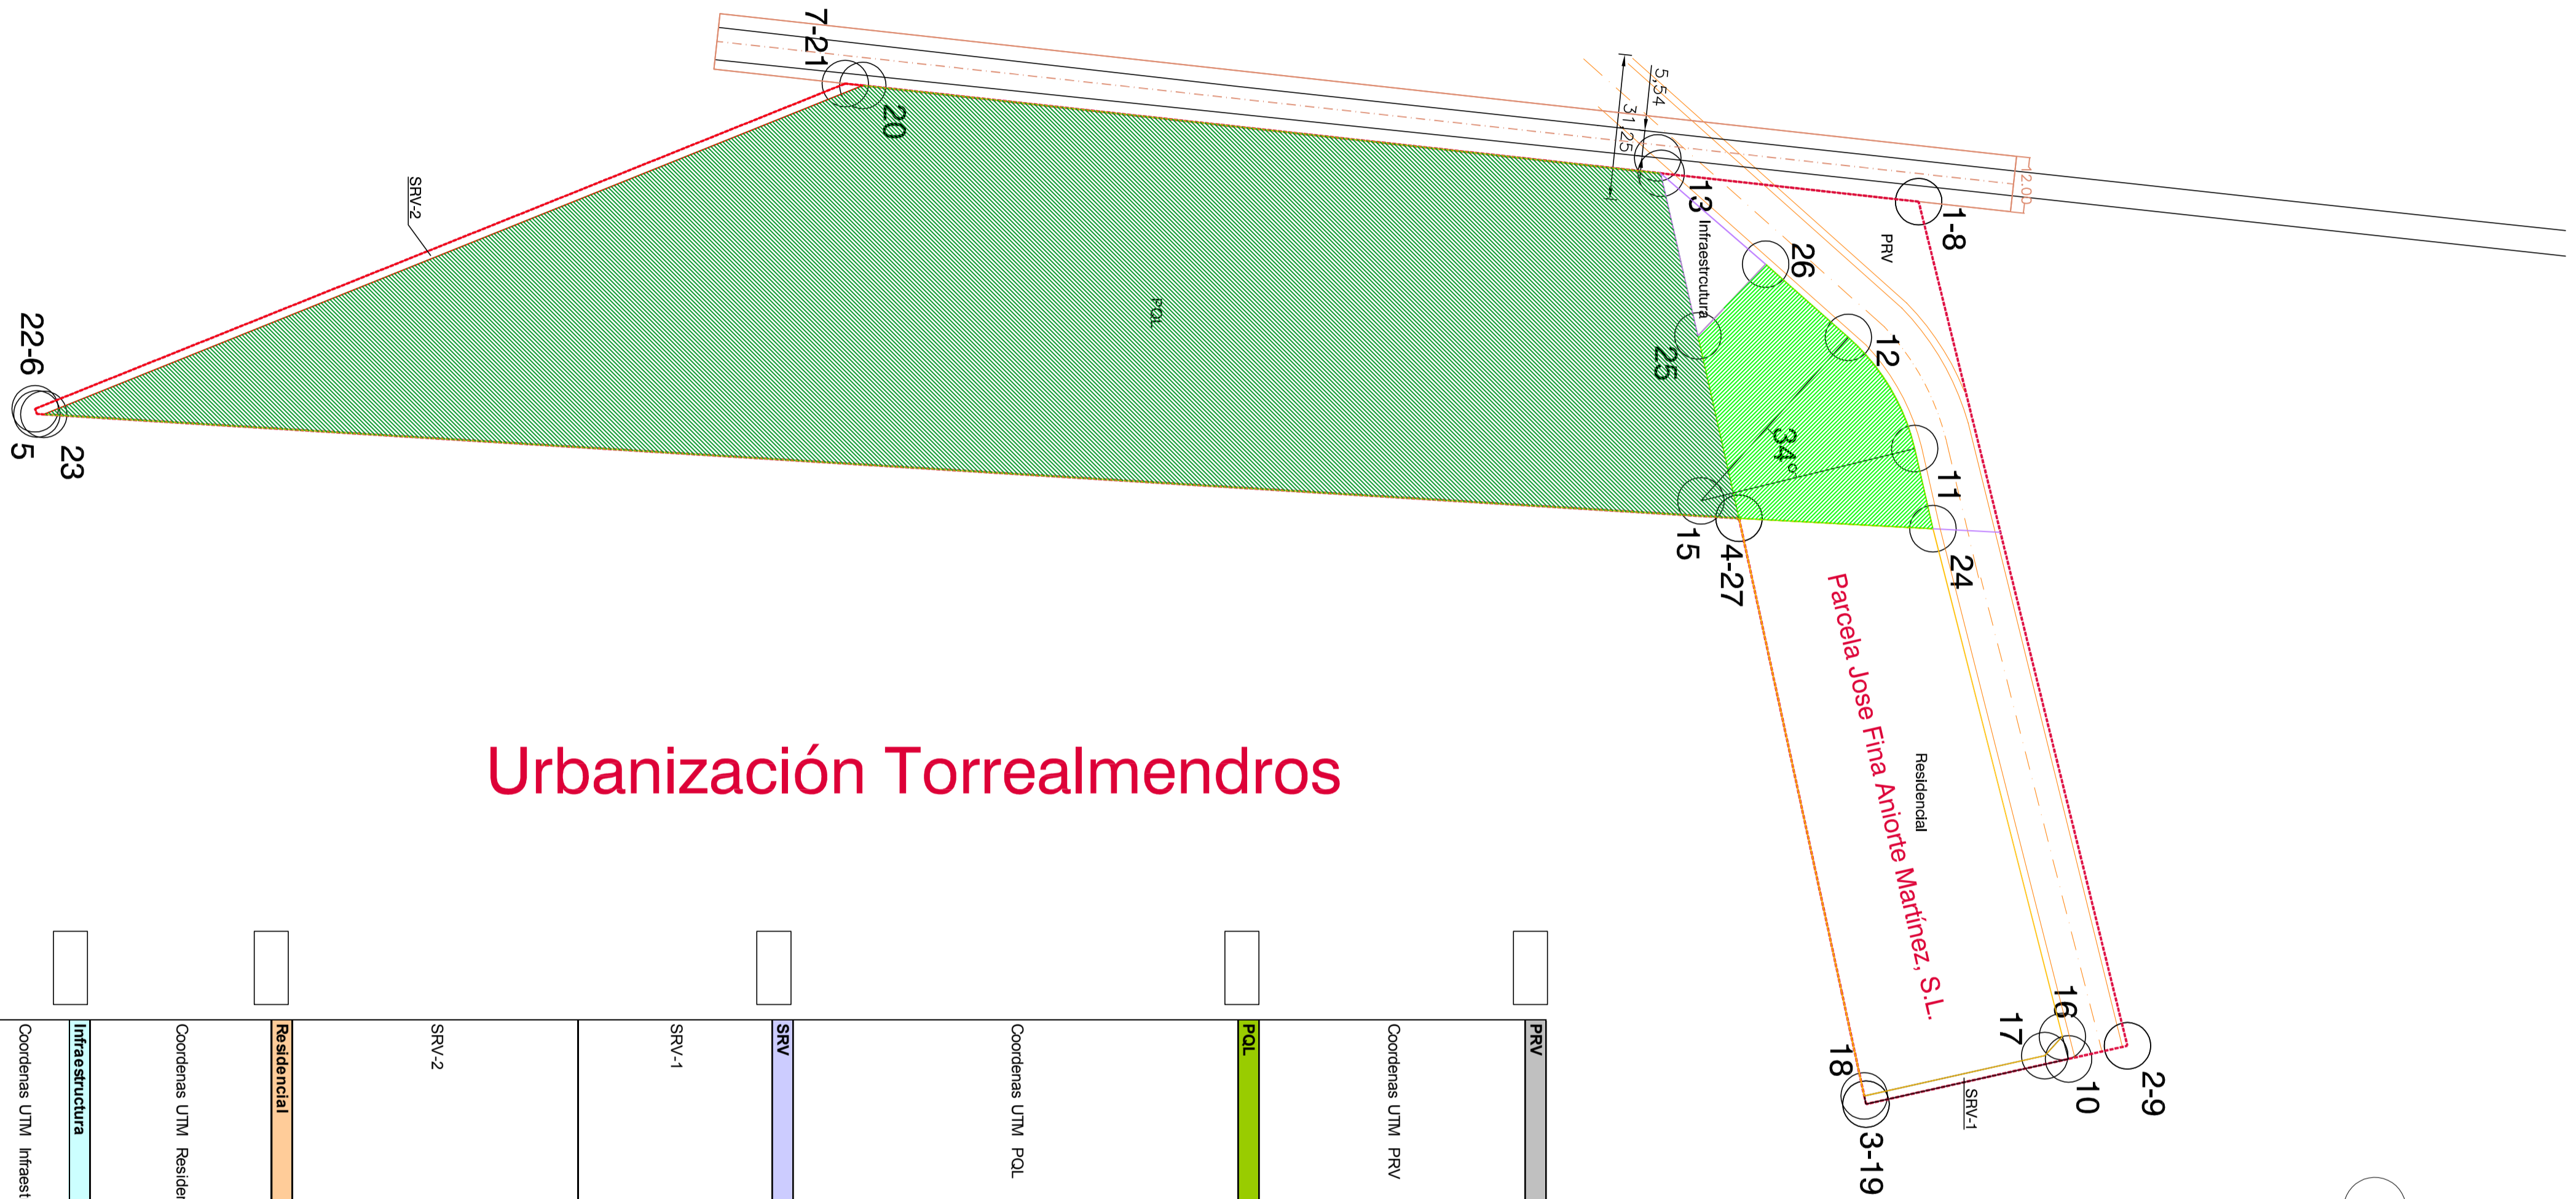 7-21
20
5,54
31,25
12.00
13
Infraestrcutura
1-8
PRV
26
12
25
34°
11
24
15
4-27
SRV-2
PQL
22-6
5
23
Parcela Jose Fina Aniorte Martínez, S.L.
Residencial
Urbanización Torrealmendros
16
17
10
2-9
18
3-19
SRV-1
PRV
Coordenas UTM PRV
PQL
Coordenas UTM PQL
SRV
SRV-1
SRV-2
Residencial
Coordenas UTM Residen
Infraestructura
Coordenas UTM Infraest